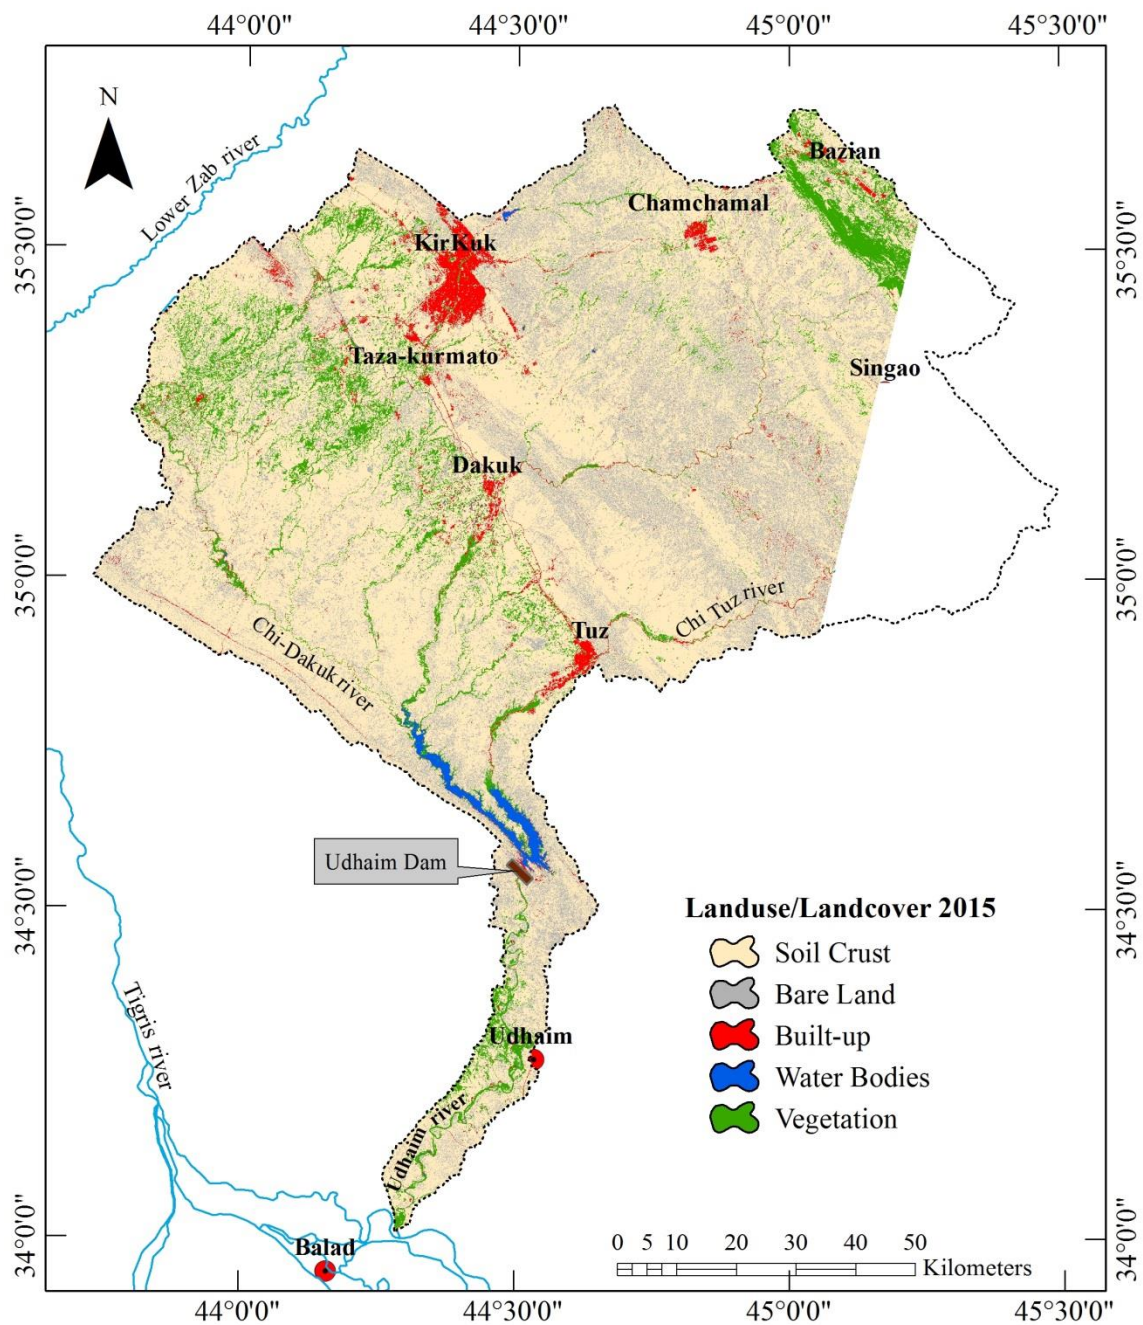 44°0'0"
44°30'0"
45°0'0"
45°30'0"
N
Lower Zab river
Bazian
Chamchamal
KirKuk
35°30'0"
35°30'0"
Taza-kurmato
Singao
Dakuk
35°0'0"
35°0'0"
Chi Tuz river
Tuz
Chi-Dakuk river
Udhaim Dam
34°30'0"
34°30'0"
Landuse/Landcover 2015
Soil Crust
Bare Land
Built-up
Water Bodies
Vegetation
Tigris river
Udhaim
Udhaim river
34°0'0"
34°0'0"
Balad
0 5 10 20 30 40 50
Kilometers
44°0'0"
44°30'0"
45°0'0"
45°30'0"